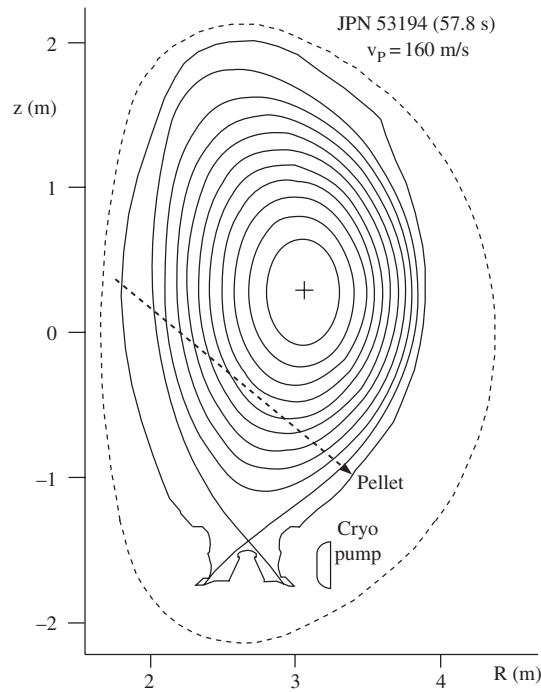 JPN 53194 (57.8 s)
v_P = 160 m/s
z (m)
2
1
0
−1
−2
Pellet
Cryo
pump
2
3
4
R (m)